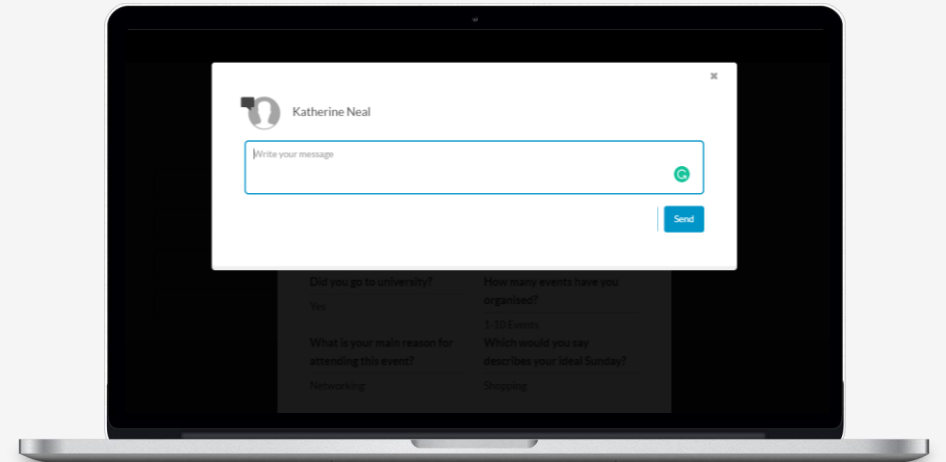 Katherine Neal
Write your message
Send
Did you go to university?
Yes
How many events have you
organised?
1-10 Events
What is your main reason for
attending this event?
Networking
Which would you say
describes your ideal Sunday?
Shopping